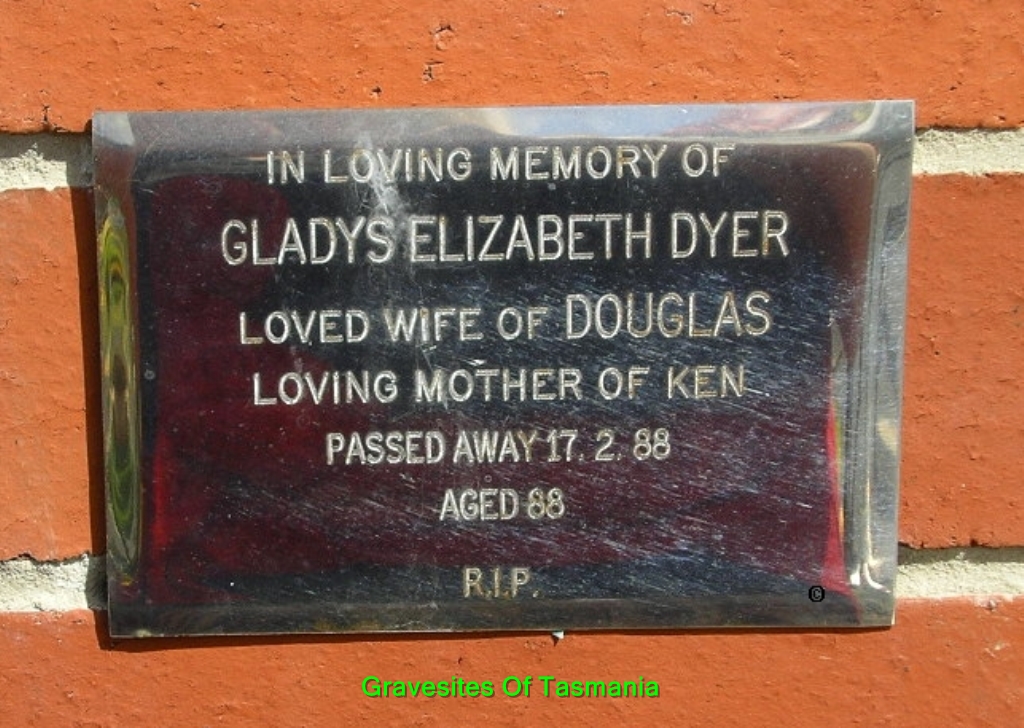 IN LOVING MEMORY OF
GLADYS ELIZABETH DYER
LOVED WIFE OF DOUGLAS
LOVING MOTHER OF KEN
PASSED AWAY 17. 2. 88
AGED 88
R.I.P.
©
Gravesites Of Tasmania